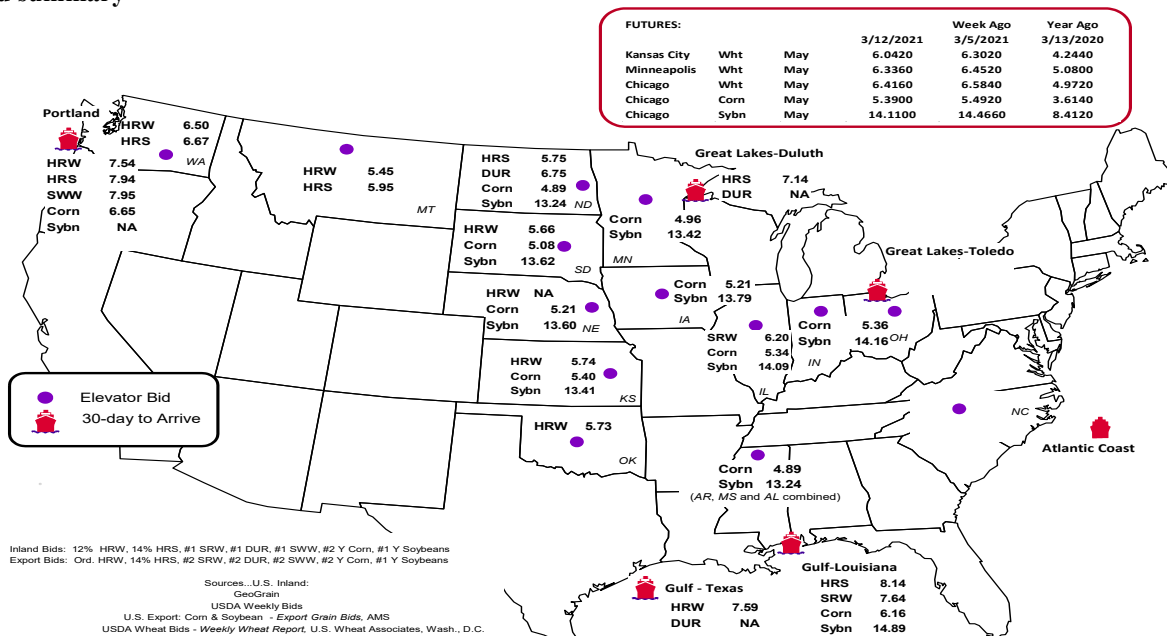 d summary
FUTURES:
Week Ago Year Ago
3/12/2021 3/5/2021 3/13/2020
Kansas City Wht May 6.0420 6.3020 4.2440
Minneapolis Wht May 6.3360 6.4520 5.0800
Chicago Wht May 6.4160 6.5840 4.9720
Chicago Corn May 5.3900 5.4920 3.6140
Chicago Sybn May 14.1100 14.4660 8.4120
Portland
HRW 6.50
HRS 6.67
WA
HRW 7.54
HRS 7.94
SWW 7.95
Corn 6.65
Sybn NA
HRW 5.45
HRS 5.95
MT
HRS 5.75
DUR 6.75
Corn 4.89
Sybn 13.24 ND
Great Lakes-Duluth
HRS 7.14
DUR NA
Corn 4.96
Sybn 13.42
MN
HRW 5.66
Corn 5.08
Sybn 13.62
SD
Great Lakes-Toledo
HRW NA
Corn 5.21
Sybn 13.60 NE
Corn 5.21
Sybn 13.79
IA
SRW 6.20
Corn 5.34
Sybn 14.09
IL
Corn 5.36
Sybn 14.16 OH
IN
HRW 5.74
Corn 5.40
Sybn 13.41
KS
Elevator Bid
30-day to Arrive
HRW 5.73
OK
NC
Atlantic Coast
Corn 4.89
Sybn 13.24
(AR, MS and AL combined)
Inland Bids: 12% HRW, 14% HRS, #1 SRW, #1 DUR, #1 SWW, #2 Y Corn, #1 Y Soybeans
Export Bids: Ord. HRW, 14% HRS, #2 SRW, #2 DUR, #2 SWW, #2 Y Corn, #1 Y Soybeans
Sources...U.S. Inland:
GeoGrain
USDA Weekly Bids
U.S. Export: Corn & Soybean - Export Grain Bids, AMS
USDA Wheat Bids - Weekly Wheat Report, U.S. Wheat Associates, Wash., D.C.
Gulf - Texas
HRW 7.59
DUR NA
Gulf-Louisiana
HRS 8.14
SRW 7.64
Corn 6.16
Sybn 14.89